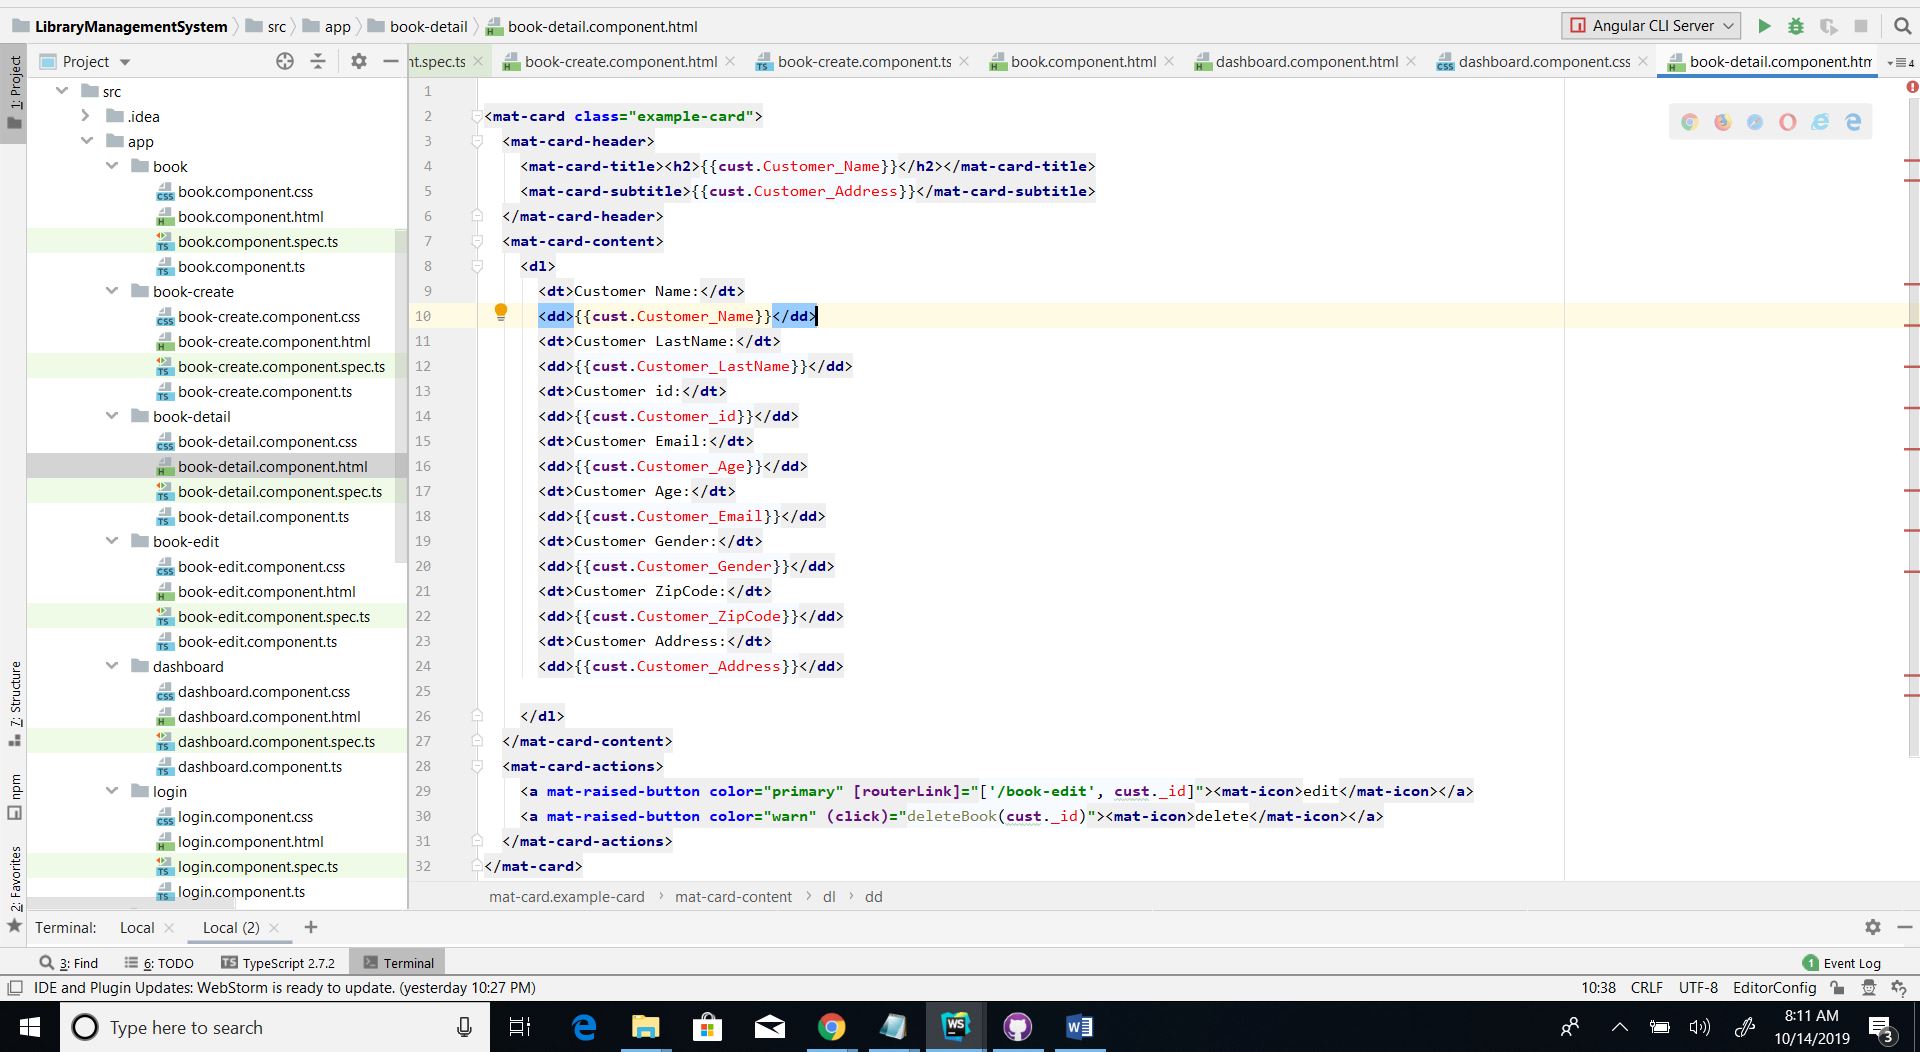 LibraryManagementSystem src app book-detail book-detail.component.html Angular CLI Server
Project nt.spec.ts book-create.component.html book-create.component.ts book.component.html dashboard.component.html dashboard.component.css book-detail.component.htm 4
1: Project
7: Structure
npm
2: Favorites
src
.idea
app
book
book.component.css
book.component.html
book.component.spec.ts
book.component.ts
book-create
book-create.component.css
book-create.component.html
book-create.component.spec.ts
book-create.component.ts
book-detail
book-detail.component.css
book-detail.component.html
book-detail.component.spec.ts
book-detail.component.ts
book-edit
book-edit.component.css
book-edit.component.html
book-edit.component.spec.ts
book-edit.component.ts
dashboard
dashboard.component.css
dashboard.component.html
dashboard.component.spec.ts
dashboard.component.ts
login
login.component.css
login.component.html
login.component.spec.ts
login.component.ts
1
2 <mat-card class="example-card">
3 <mat-card-header>
4 <mat-card-title><h2>{{cust.Customer_Name}}</h2></mat-card-title>
5 <mat-card-subtitle>{{cust.Customer_Address}}</mat-card-subtitle>
6 </mat-card-header>
7 <mat-card-content>
8 <dl>
9 <dt>Customer Name:</dt>
10 <dd>{{cust.Customer_Name}}</dd>
11 <dt>Customer LastName:</dt>
12 <dd>{{cust.Customer_LastName}}</dd>
13 <dt>Customer id:</dt>
14 <dd>{{cust.Customer_id}}</dd>
15 <dt>Customer Email:</dt>
16 <dd>{{cust.Customer_Age}}</dd>
17 <dt>Customer Age:</dt>
18 <dd>{{cust.Customer_Email}}</dd>
19 <dt>Customer Gender:</dt>
20 <dd>{{cust.Customer_Gender}}</dd>
21 <dt>Customer ZipCode:</dt>
22 <dd>{{cust.Customer_ZipCode}}</dd>
23 <dt>Customer Address:</dt>
24 <dd>{{cust.Customer_Address}}</dd>
25
26 </dl>
27 </mat-card-content>
28 <mat-card-actions>
29 <a mat-raised-button color="primary" [routerLink]="['/book-edit', cust._id]"><mat-icon>edit</mat-icon></a>
30 <a mat-raised-button color="warn" (click)="deleteBook(cust._id)"><mat-icon>delete</mat-icon></a>
31 </mat-card-actions>
32 </mat-card>
mat-card.example-card › mat-card-content › dl › dd
Terminal: Local Local (2)
3: Find 6: TODO TypeScript 2.7.2 Terminal 1 Event Log
IDE and Plugin Updates: WebStorm is ready to update. (yesterday 10:27 PM) 10:38 CRLF UTF-8 EditorConfig
Type here to search
8:11 AM
10/14/2019
3